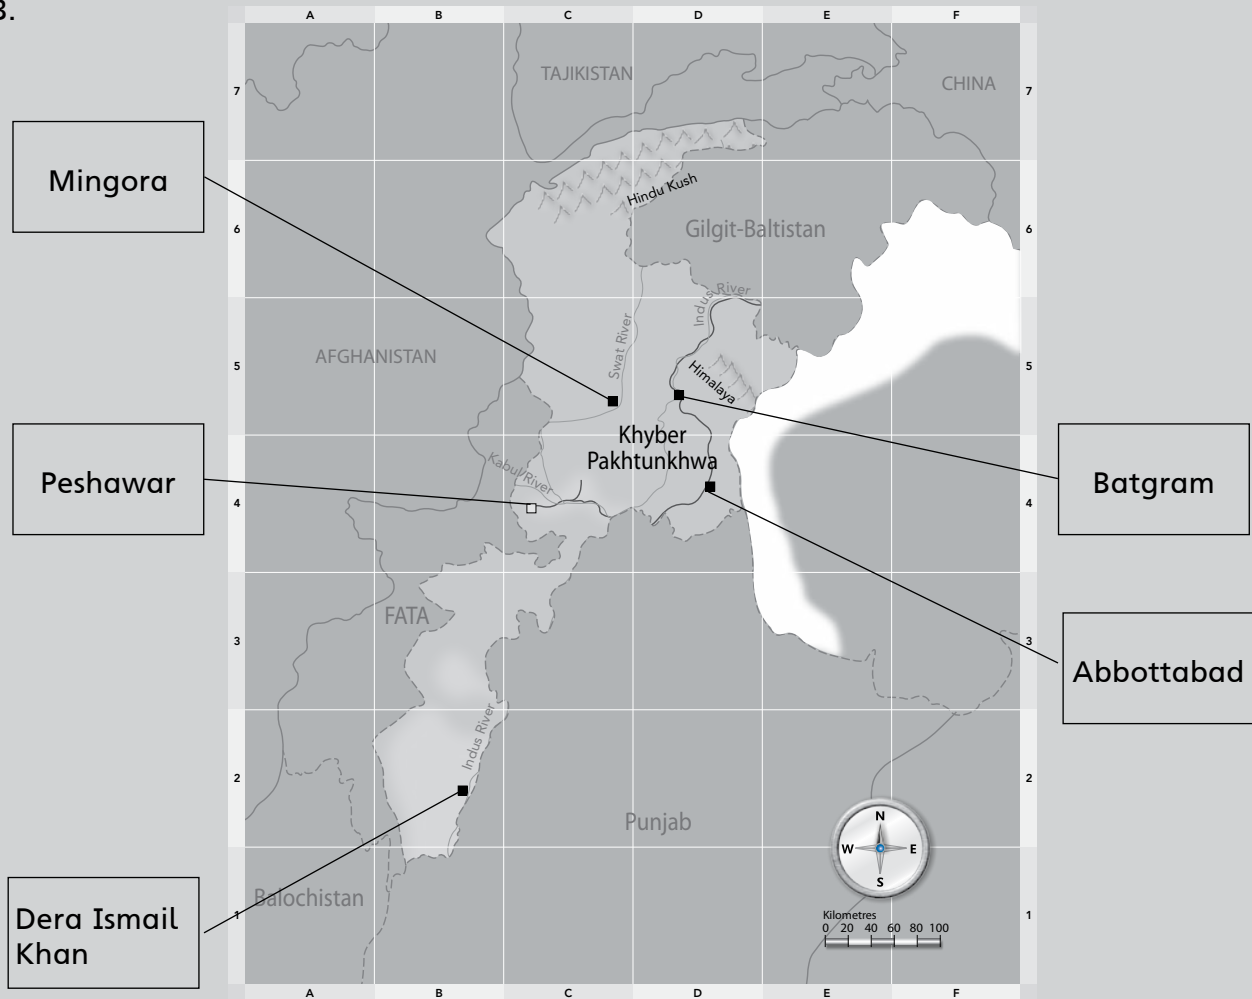 3.
A B C D E F
7 TAJIKISTAN CHINA 7
Mingora
Hindu Kush
6 Gilgit-Baltistan 6
Indus River
Swat River
AFGHANISTAN
5 Himalaya 5
Khyber
Pakhtunkhwa
Peshawar
Kabul River
Batgram
4 4
FATA
3 3
Abbottabad
Indus River
2 2
Punjab
N
W E
S
Balochistan
Dera Ismail
Khan
1 1
Kilometres
0 20 40 60 80 100
A B C D E F